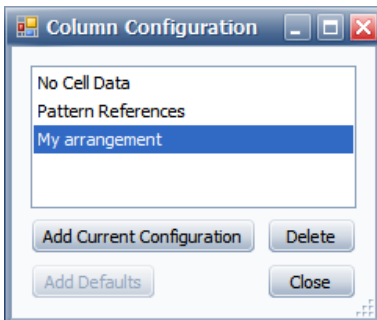 Column Configuration
No Cell Data
Pattern References
My arrangement
Add Current Configuration Delete
Add Defaults Close